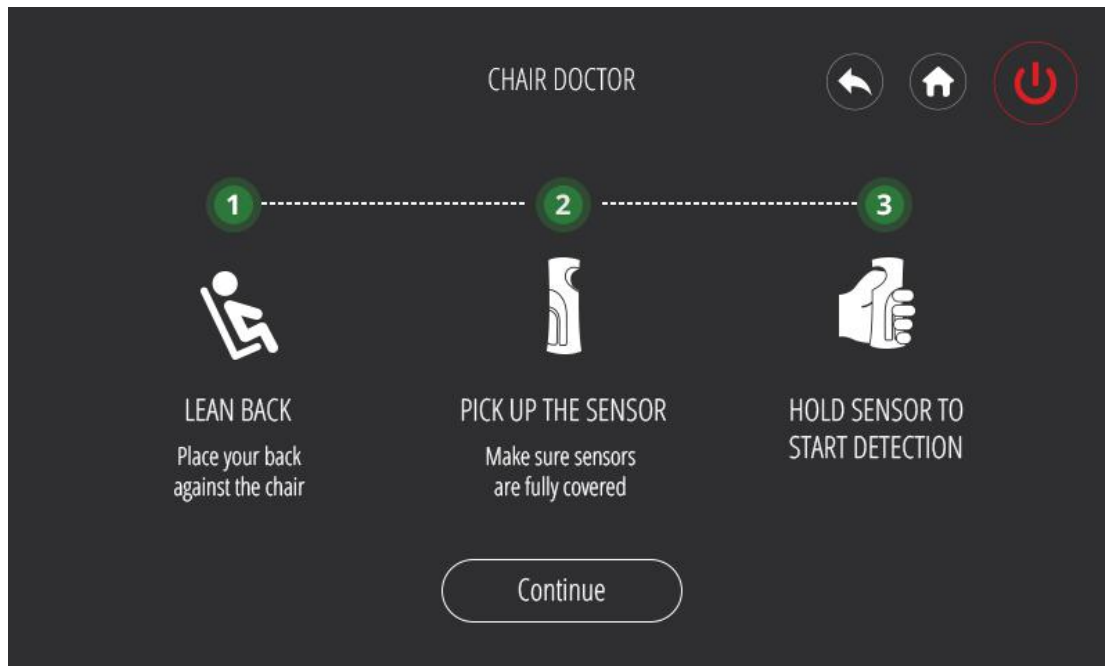 CHAIR DOCTOR
1
2
3
LEAN BACK
Place your back
against the chair
PICK UP THE SENSOR
Make sure sensors
are fully covered
HOLD SENSOR TO
START DETECTION
Continue